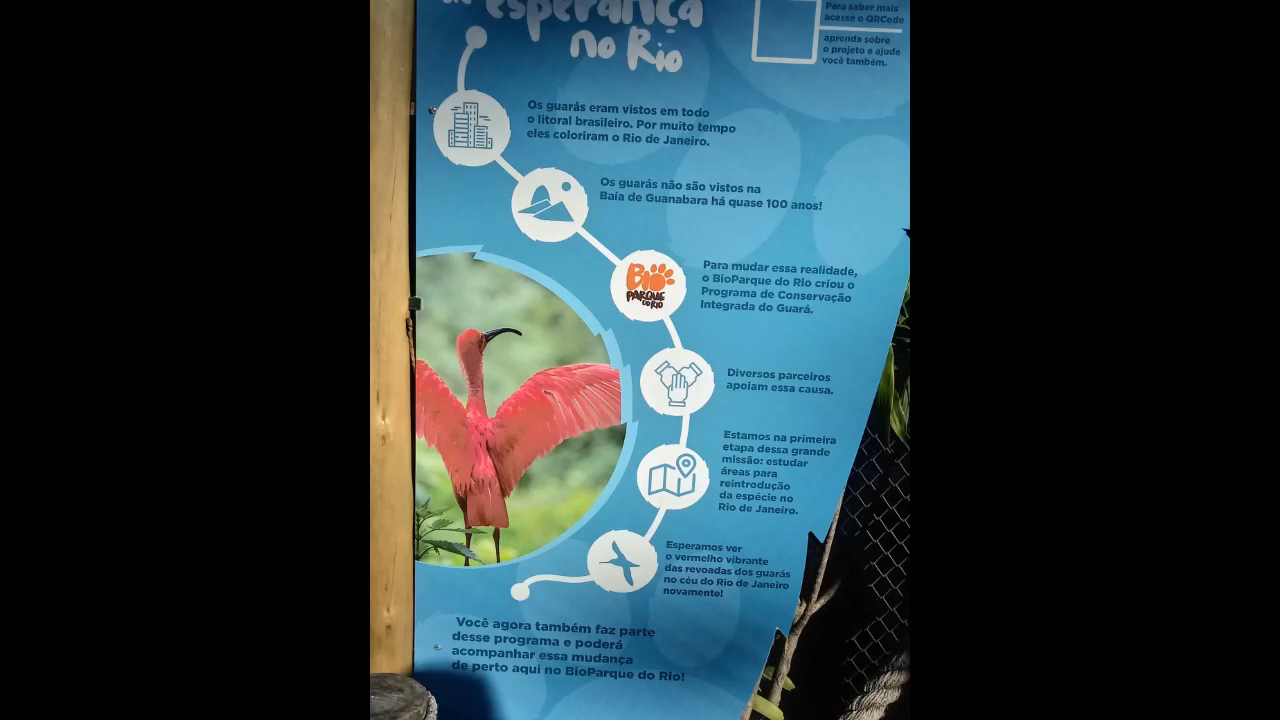 esperança
no Rio
Para saber mais
acesse o QRCode
aprenda sobre
o projeto e ajude
você também.
Os guarás eram vistos em todo
o litoral brasileiro. Por muito tempo
eles coloriram o Rio de Janeiro.
Os guarás não são vistos na
Baía de Guanabara há quase 100 anos!
BIO
PARQUE
DO RIO
Para mudar essa realidade,
o BioParque do Rio criou o
Programa de Conservação
Integrada do Guará.
Diversos parceiros
apoiam essa causa.
Estamos na primeira
etapa dessa grande
missão: estudar
áreas para
reintrodução
da espécie no
Rio de Janeiro.
Esperamos ver
o vermelho vibrante
das revoadas dos guarás
no céu do Rio de Janeiro
novamente!
Você agora também faz parte
desse programa e poderá
acompanhar essa mudança
de perto aqui no BioParque do Rio!